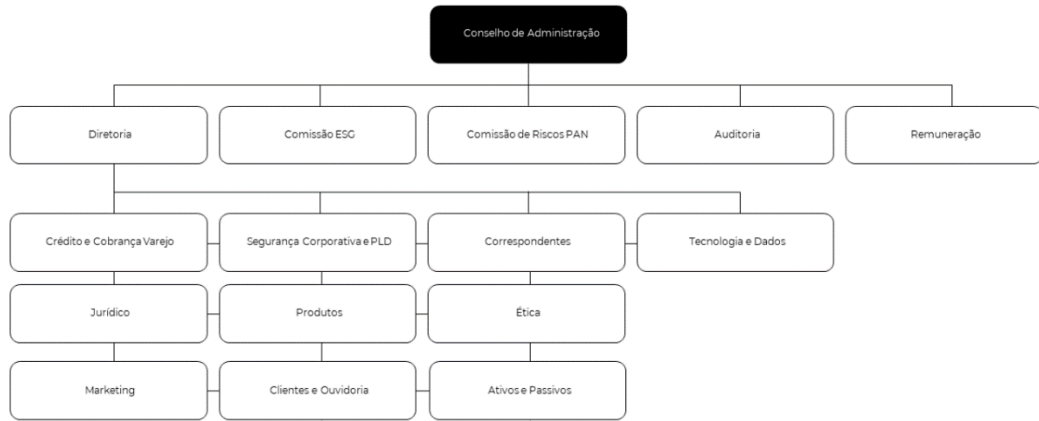 Conselho de Administração
Diretoria
Comissão ESG
Comissão de Riscos PAN
Auditoria
Remuneração
Crédito e Cobrança Varejo
Segurança Corporativa e PLD
Correspondentes
Tecnologia e Dados
Jurídico
Produtos
Ética
Marketing
Clientes e Ouvidoria
Ativos e Passivos